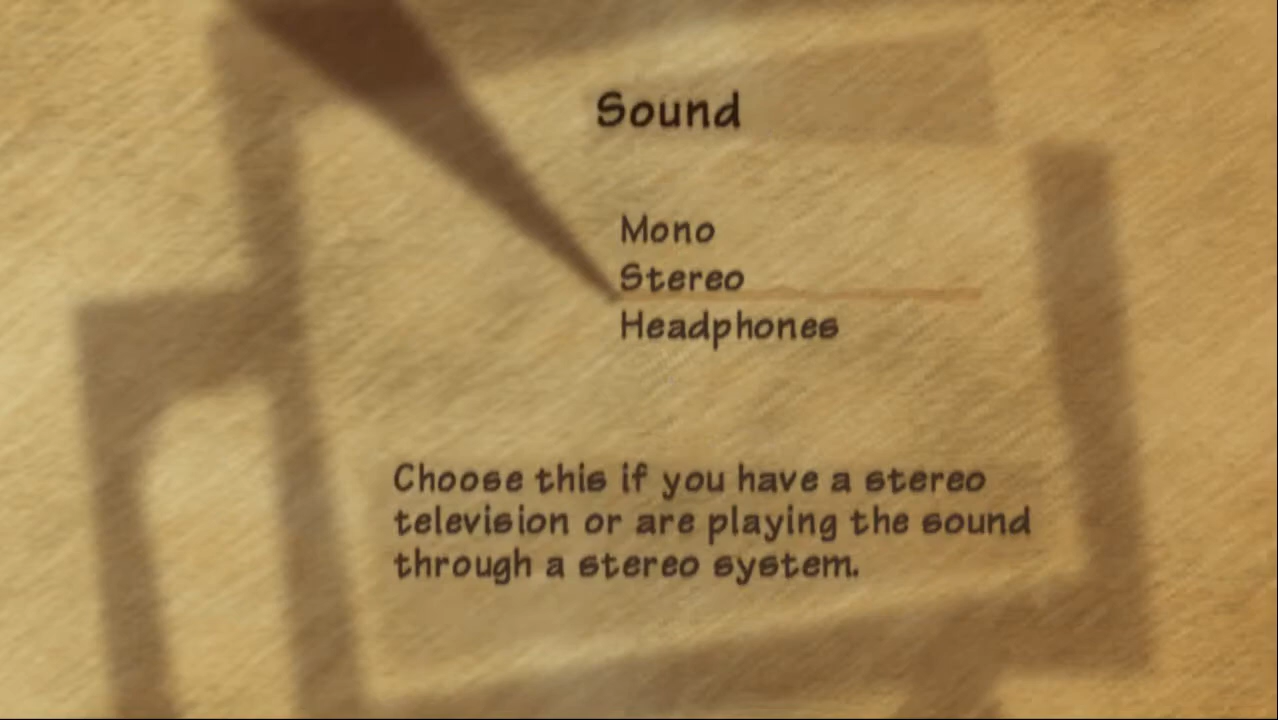 Sound
Mono
Stereo
Headphones
Choose this if you have a stereo
television or are playing the sound
through a stereo system.